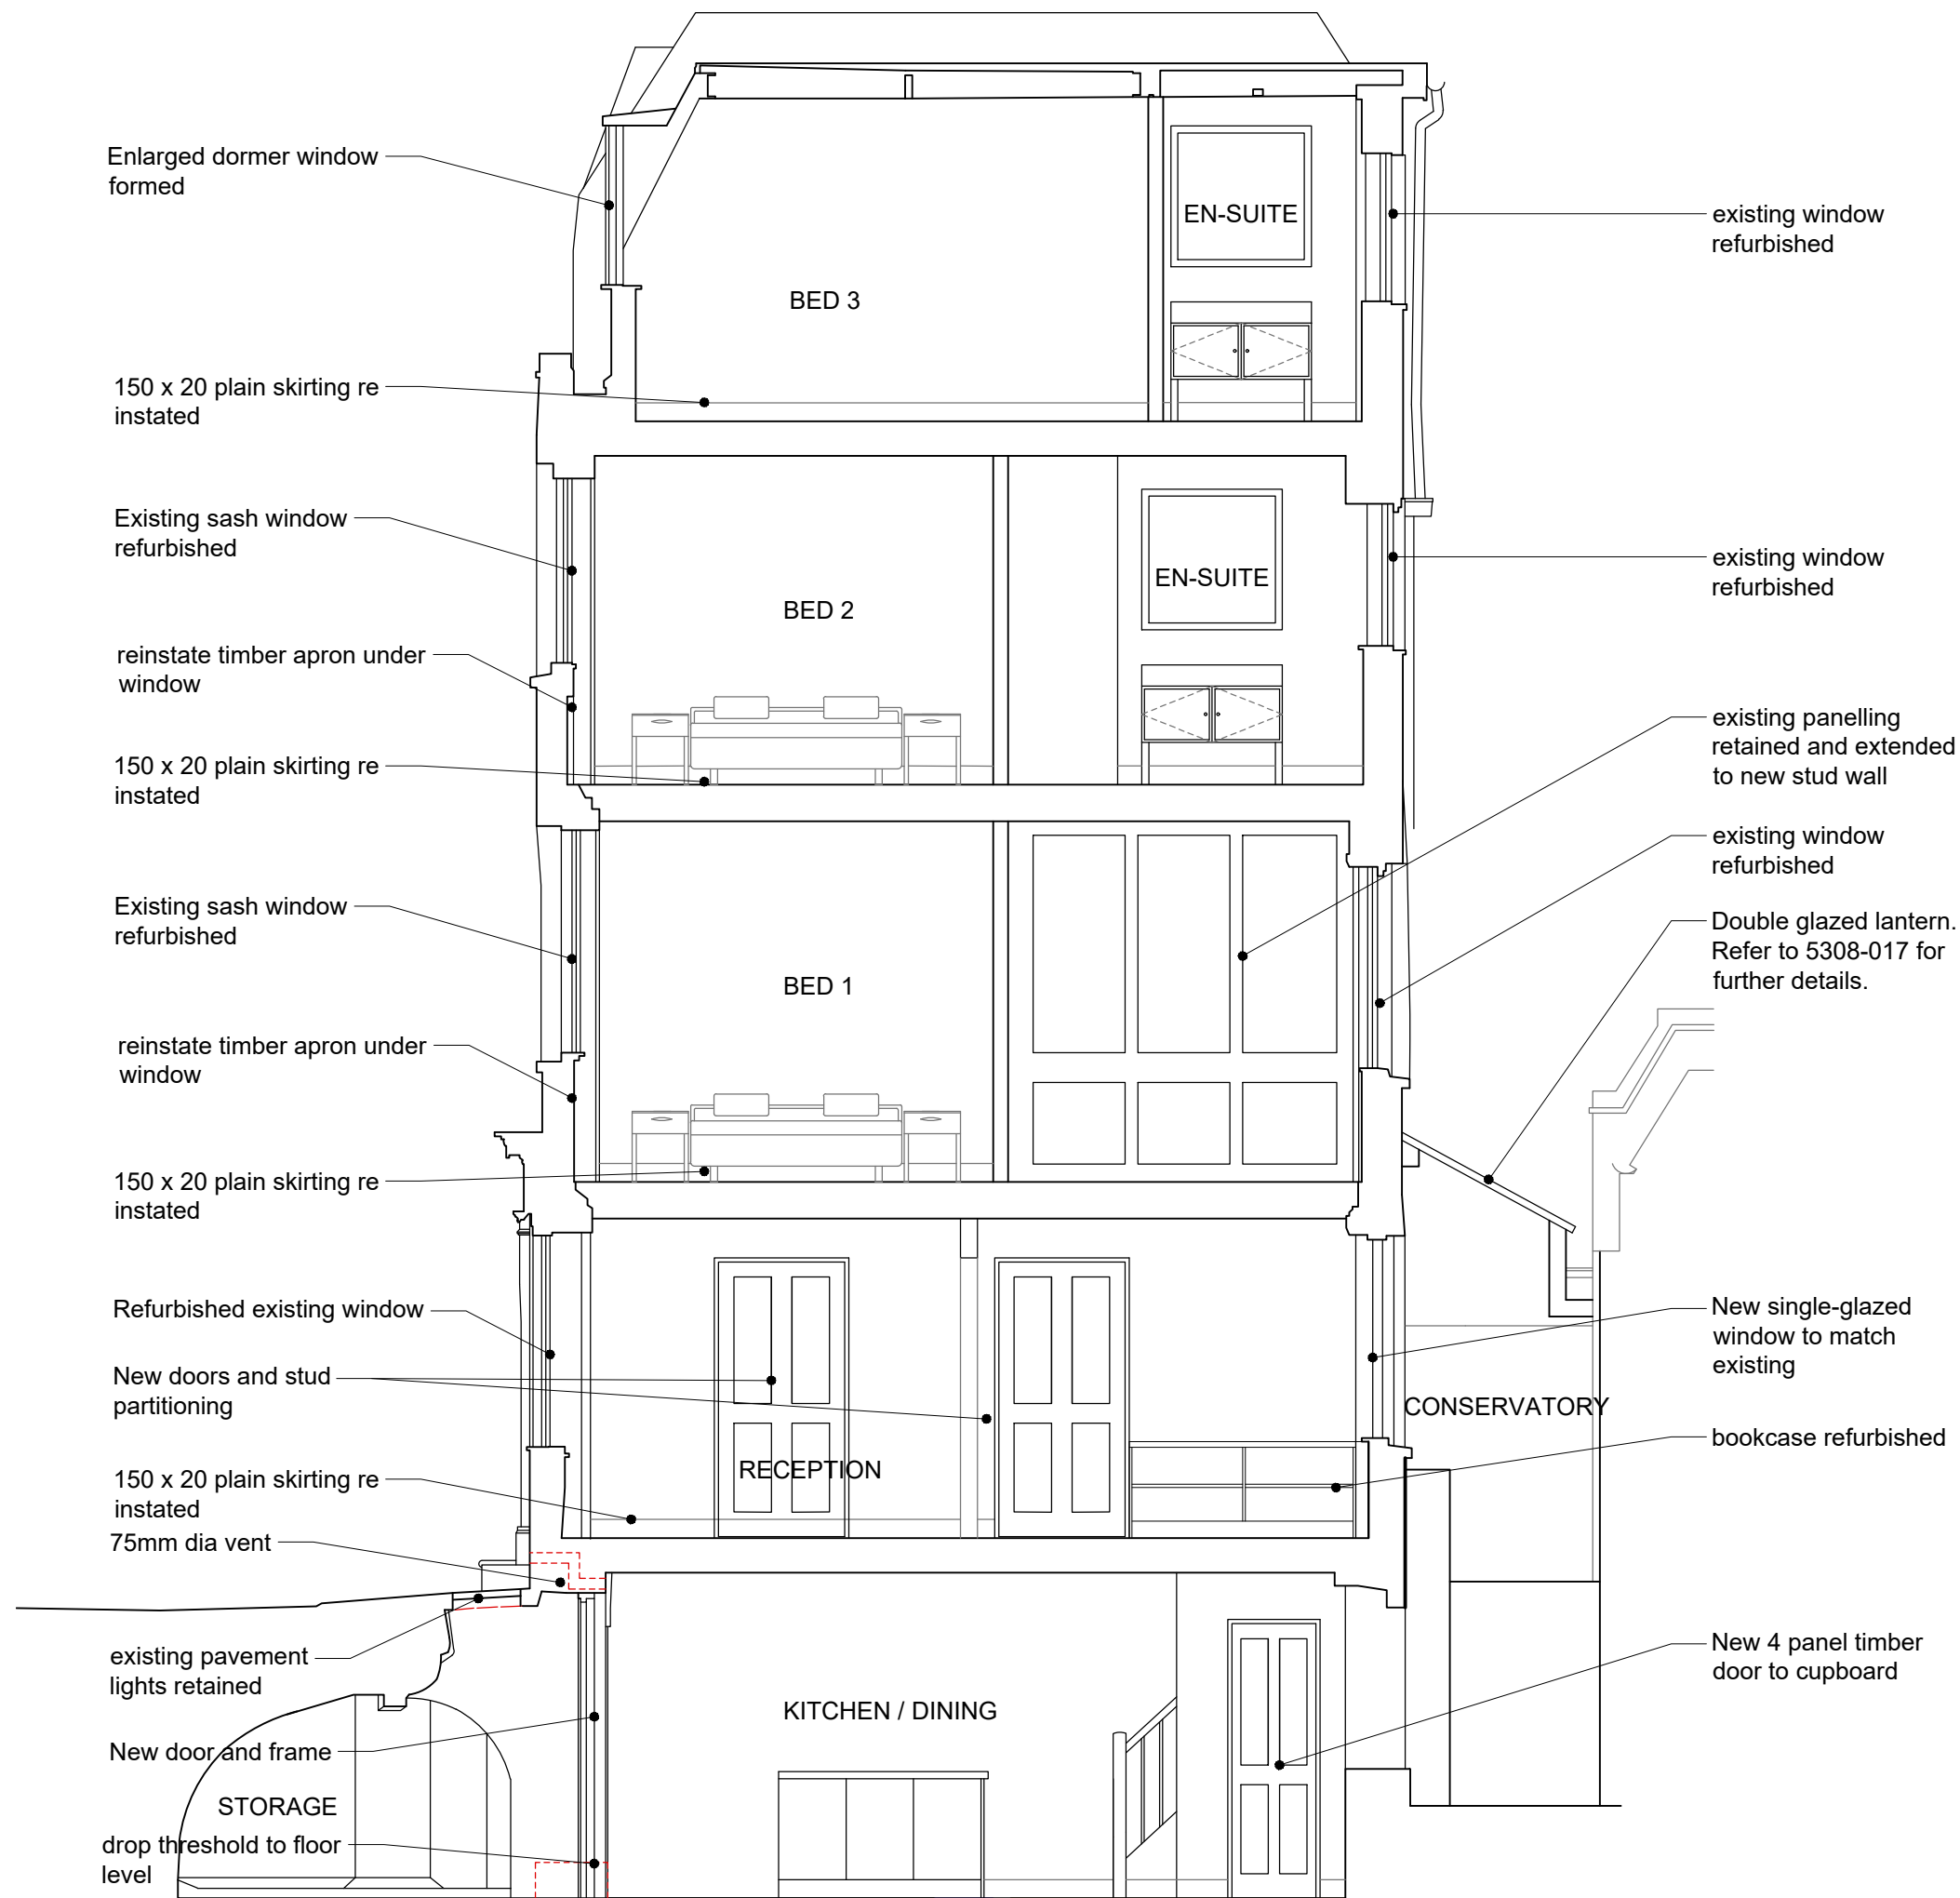 Enlarged dormer window
formed
150 x 20 plain skirting re
instated
Existing sash window
refurbished
reinstate timber apron under
window
150 x 20 plain skirting re
instated
Existing sash window
refurbished
reinstate timber apron under
window
150 x 20 plain skirting re
instated
Refurbished existing window
New doors and stud
partitioning
150 x 20 plain skirting re
instated
75mm dia vent
existing pavement
lights retained
New door and frame
STORAGE
drop threshold to floor
level
EN-SUITE
BED 3
EN-SUITE
BED 2
BED 1
RECEPTION
KITCHEN / DINING
CONSERVATORY
existing window
refurbished
existing window
refurbished
existing panelling
retained and extended
to new stud wall
existing window
refurbished
Double glazed lantern.
Refer to 5308-017 for
further details.
New single-glazed
window to match
existing
bookcase refurbished
New 4 panel timber
door to cupboard